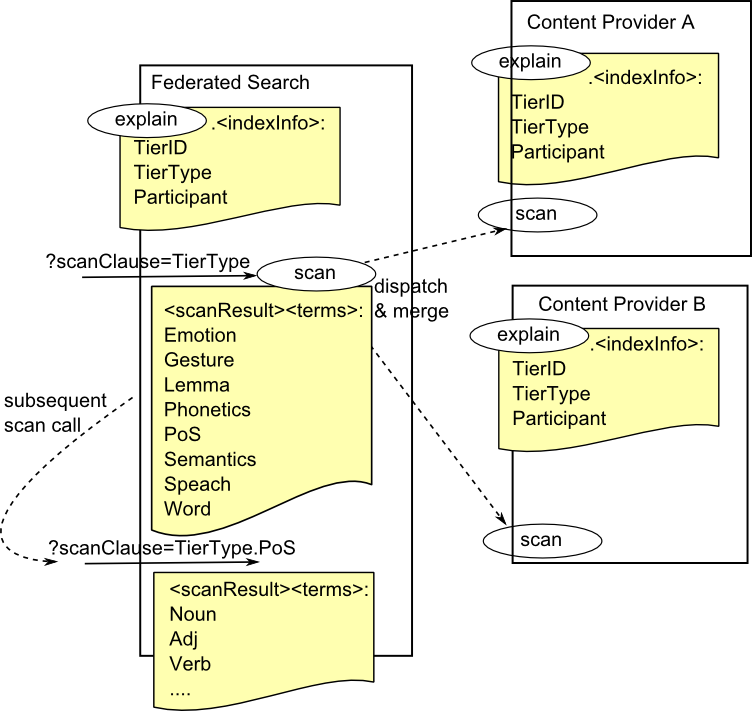 Federated Search
explain
.<indexInfo>:
TierID
TierType
Participant
?scanClause=TierType
scan
dispatch
& merge
<scanResult><terms>:
Emotion
Gesture
Lemma
Phonetics
PoS
Semantics
Speach
Word
subsequent
scan call
?scanClause=TierType.PoS
<scanResult><terms>:
Noun
Adj
Verb
....
Content Provider A
explain
.<indexInfo>:
TierID
TierType
Participant
scan
Content Provider B
explain
.<indexInfo>:
TierID
TierType
Participant
scan